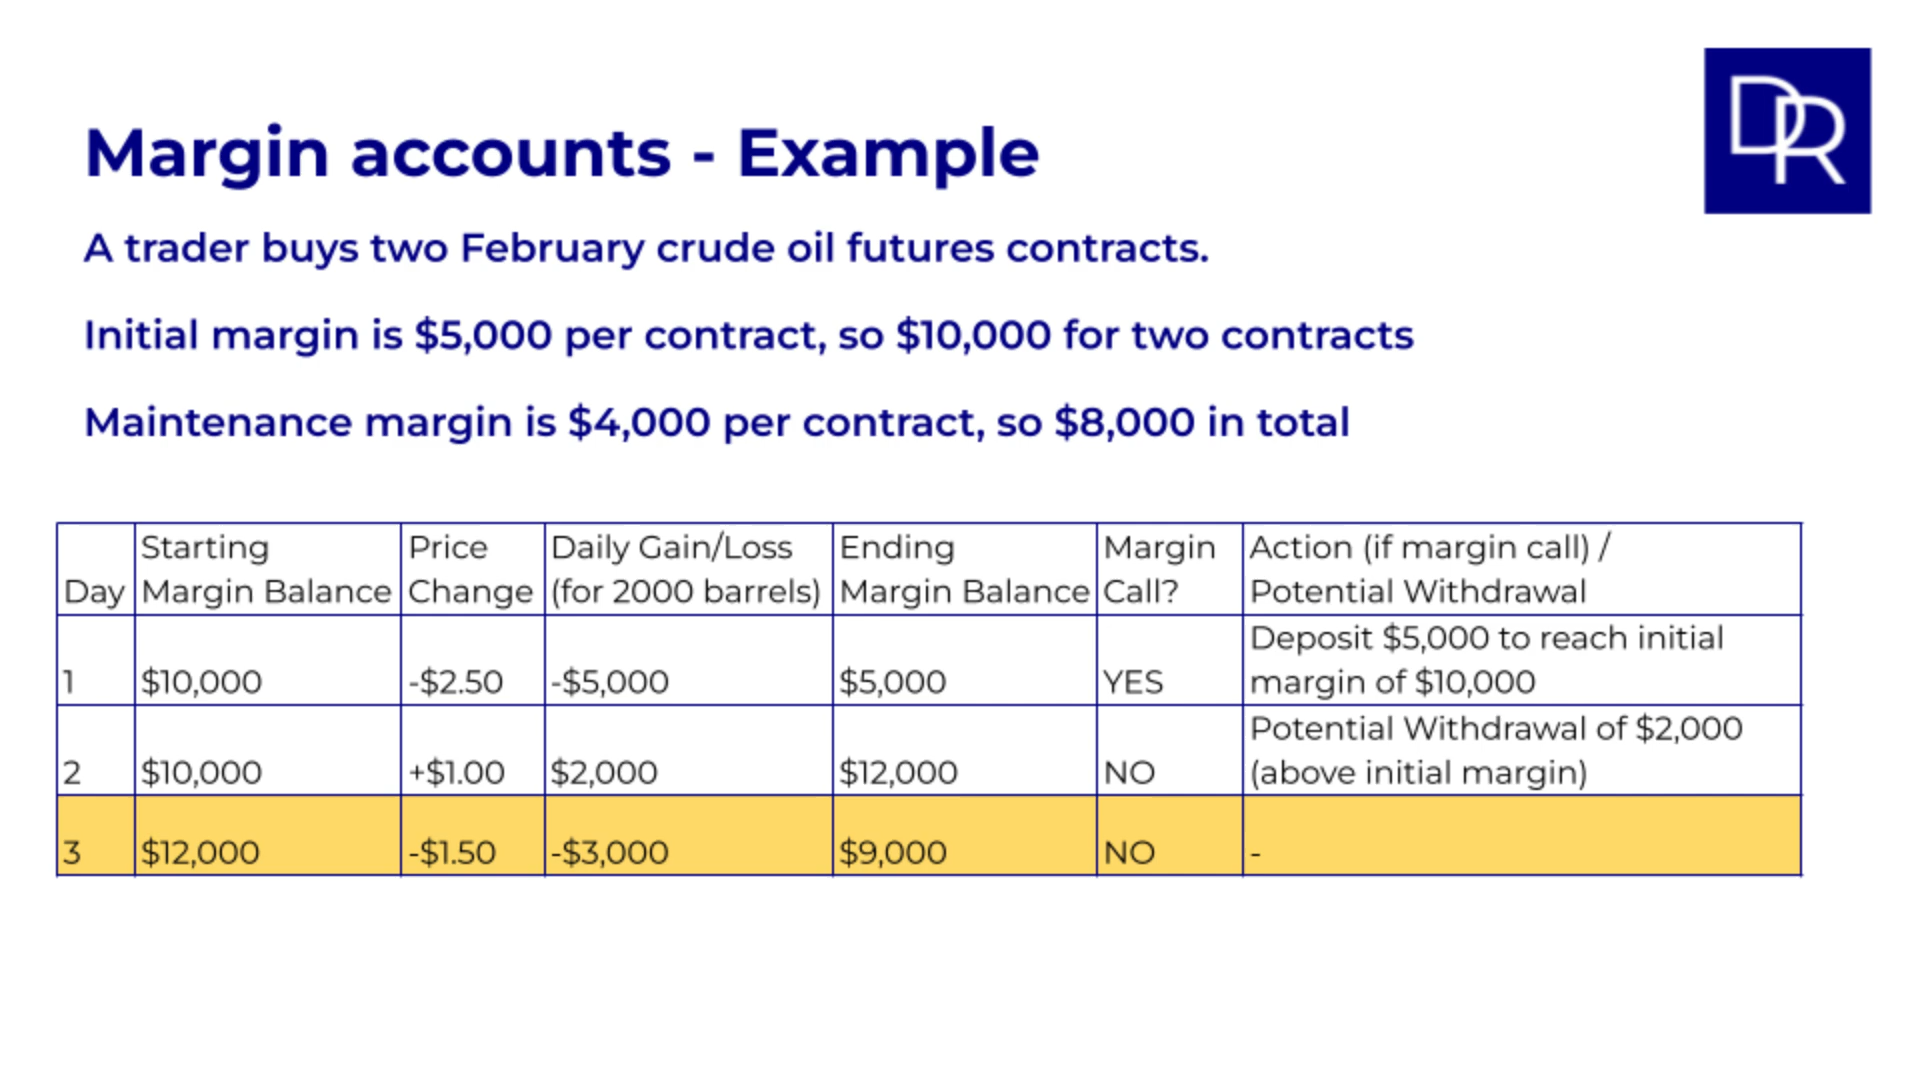 DR
Margin accounts - Example
A trader buys two February crude oil futures contracts.
Initial margin is $5,000 per contract, so $10,000 for two contracts
Maintenance margin is $4,000 per contract, so $8,000 in total
Day | Starting Margin Balance | Price Change | Daily Gain/Loss (for 2000 barrels) | Ending Margin Balance | Margin Call? | Action (if margin call) / Potential Withdrawal
1 | $10,000 | -$2.50 | -$5,000 | $5,000 | YES | Deposit $5,000 to reach initial margin of $10,000
2 | $10,000 | +$1.00 | $2,000 | $12,000 | NO | Potential Withdrawal of $2,000 (above initial margin)
3 | $12,000 | -$1.50 | -$3,000 | $9,000 | NO | -